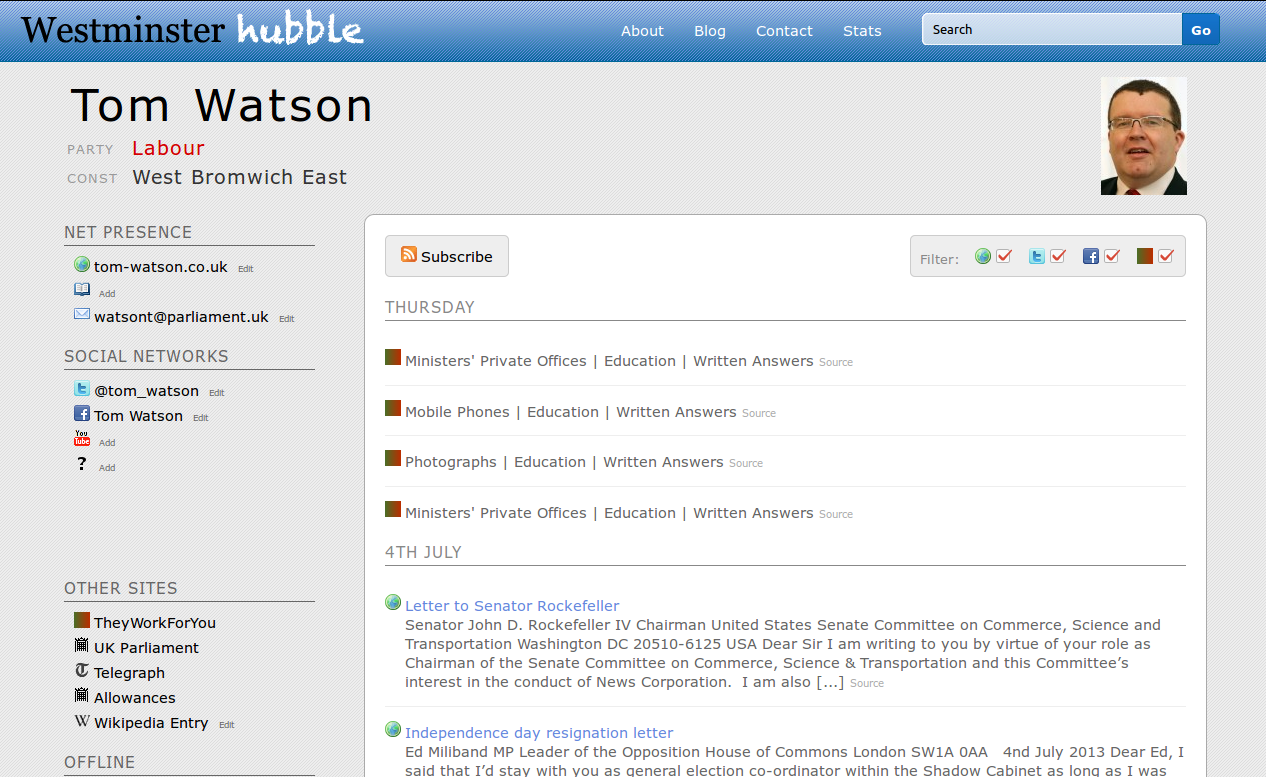 Westminster hubble
About Blog Contact Stats
Search Go
Tom Watson
PARTY Labour
CONST West Bromwich East
NET PRESENCE
tom-watson.co.uk Edit
Add
watsont@parliament.uk Edit
SOCIAL NETWORKS
@tom_watson Edit
Tom Watson Edit
You Tube Add
? Add
OTHER SITES
TheyWorkForYou
UK Parliament
Telegraph
Allowances
W Wikipedia Entry Edit
OFFLINE
Subscribe
Filter:
THURSDAY
Ministers' Private Offices | Education | Written Answers Source
Mobile Phones | Education | Written Answers Source
Photographs | Education | Written Answers Source
Ministers' Private Offices | Education | Written Answers Source
4TH JULY
Letter to Senator Rockefeller
Senator John D. Rockefeller IV Chairman United States Senate Committee on Commerce, Science and
Transportation Washington DC 20510-6125 USA Dear Sir I am writing to you by virtue of your role as
Chairman of the Senate Committee on Commerce, Science & Transportation and this Committee’s
interest in the conduct of News Corporation. I am also [...] Source
Independence day resignation letter
Ed Miliband MP Leader of the Opposition House of Commons London SW1A 0AA 4nd July 2013 Dear Ed, I
said that I’d stay with you as general election co-ordinator within the Shadow Cabinet as long as I was